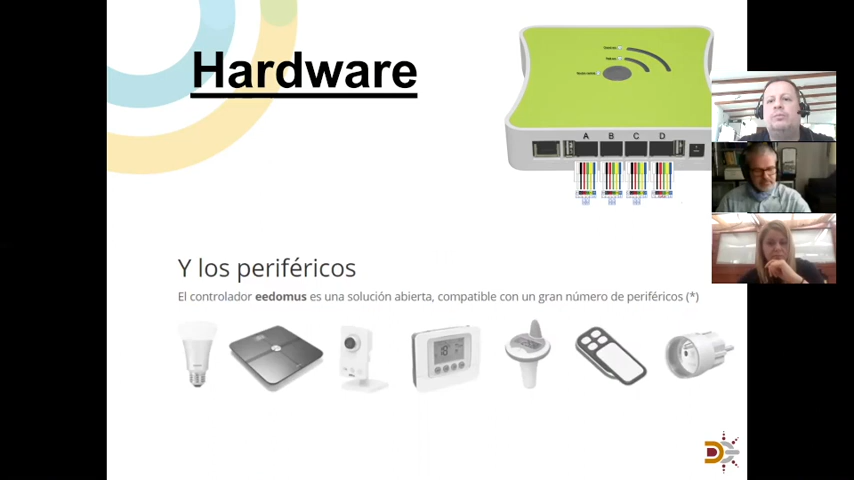 Hardware
A B C D
Y los periféricos
El controlador eedomus es una solución abierta, compatible con un gran número de periféricos (*)